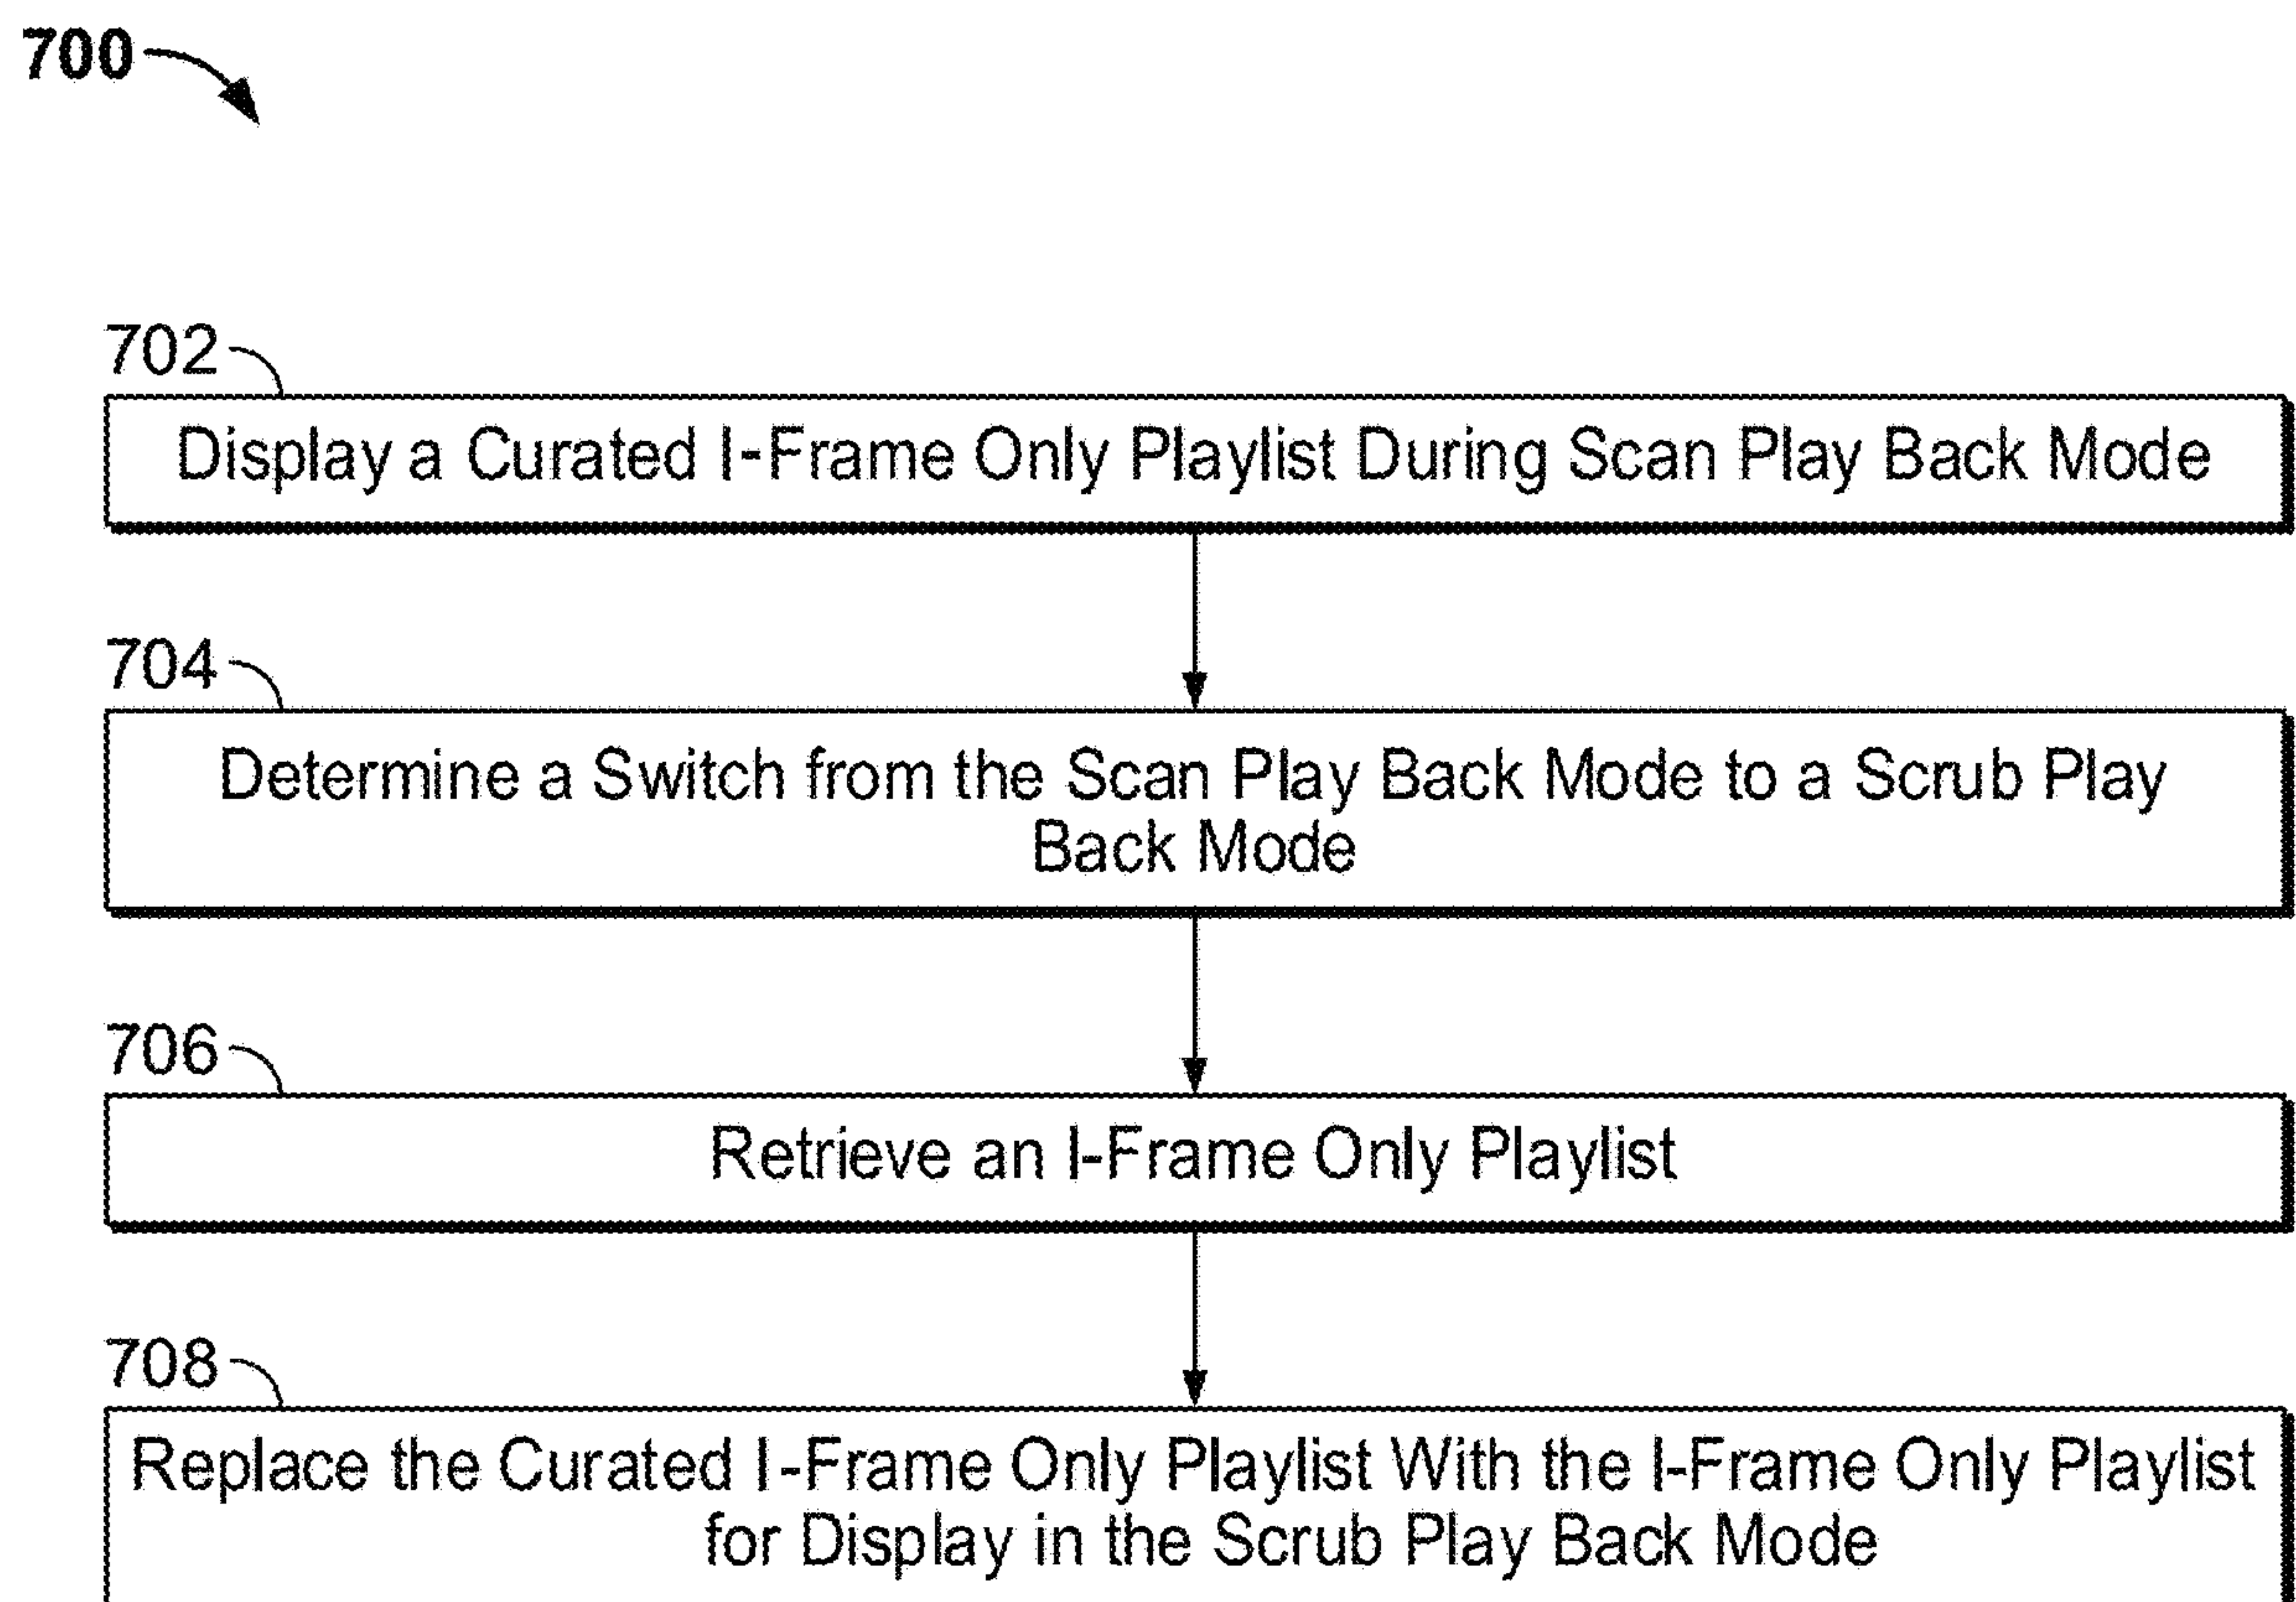 700
702
Display a Curated I-Frame Only Playlist During Scan Play Back Mode
704
Determine a Switch from the Scan Play Back Mode to a Scrub Play
Back Mode
706
Retrieve an I-Frame Only Playlist
708
Replace the Curated I-Frame Only Playlist With the I-Frame Only Playlist
for Display in the Scrub Play Back Mode